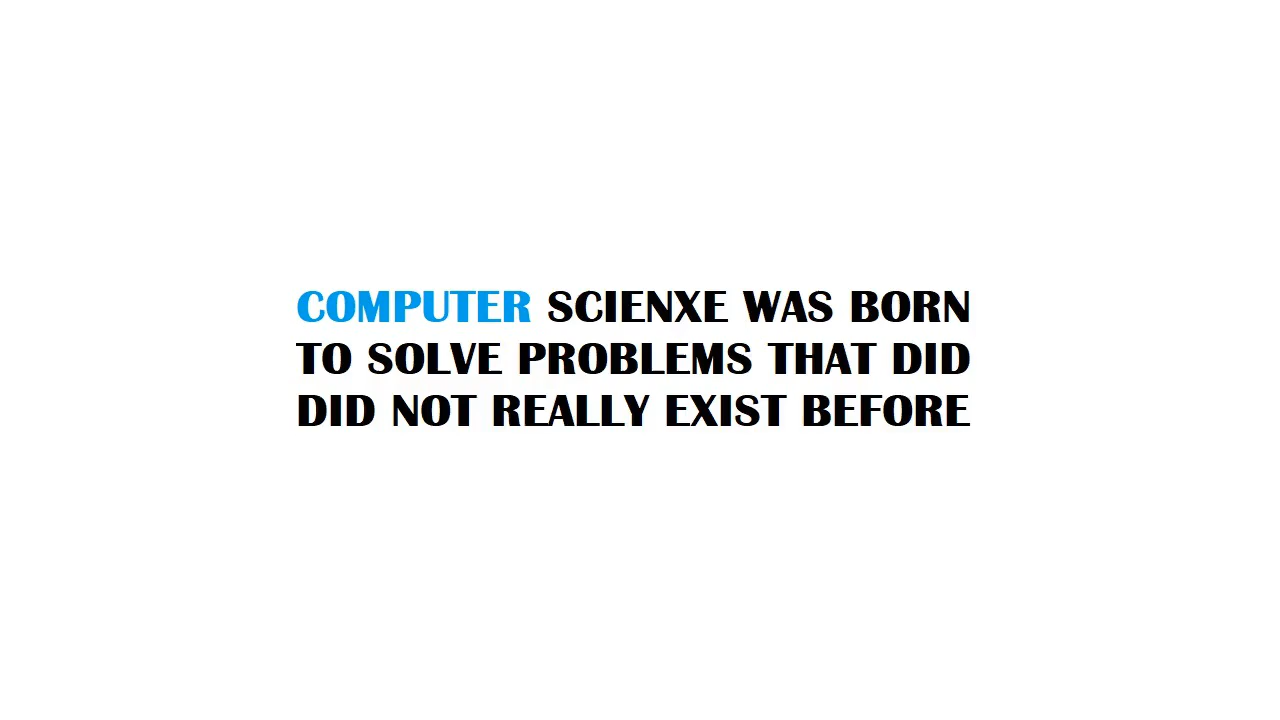 COMPUTER SCIENXE WAS BORN
TO SOLVE PROBLEMS THAT DID
DID NOT REALLY EXIST BEFORE